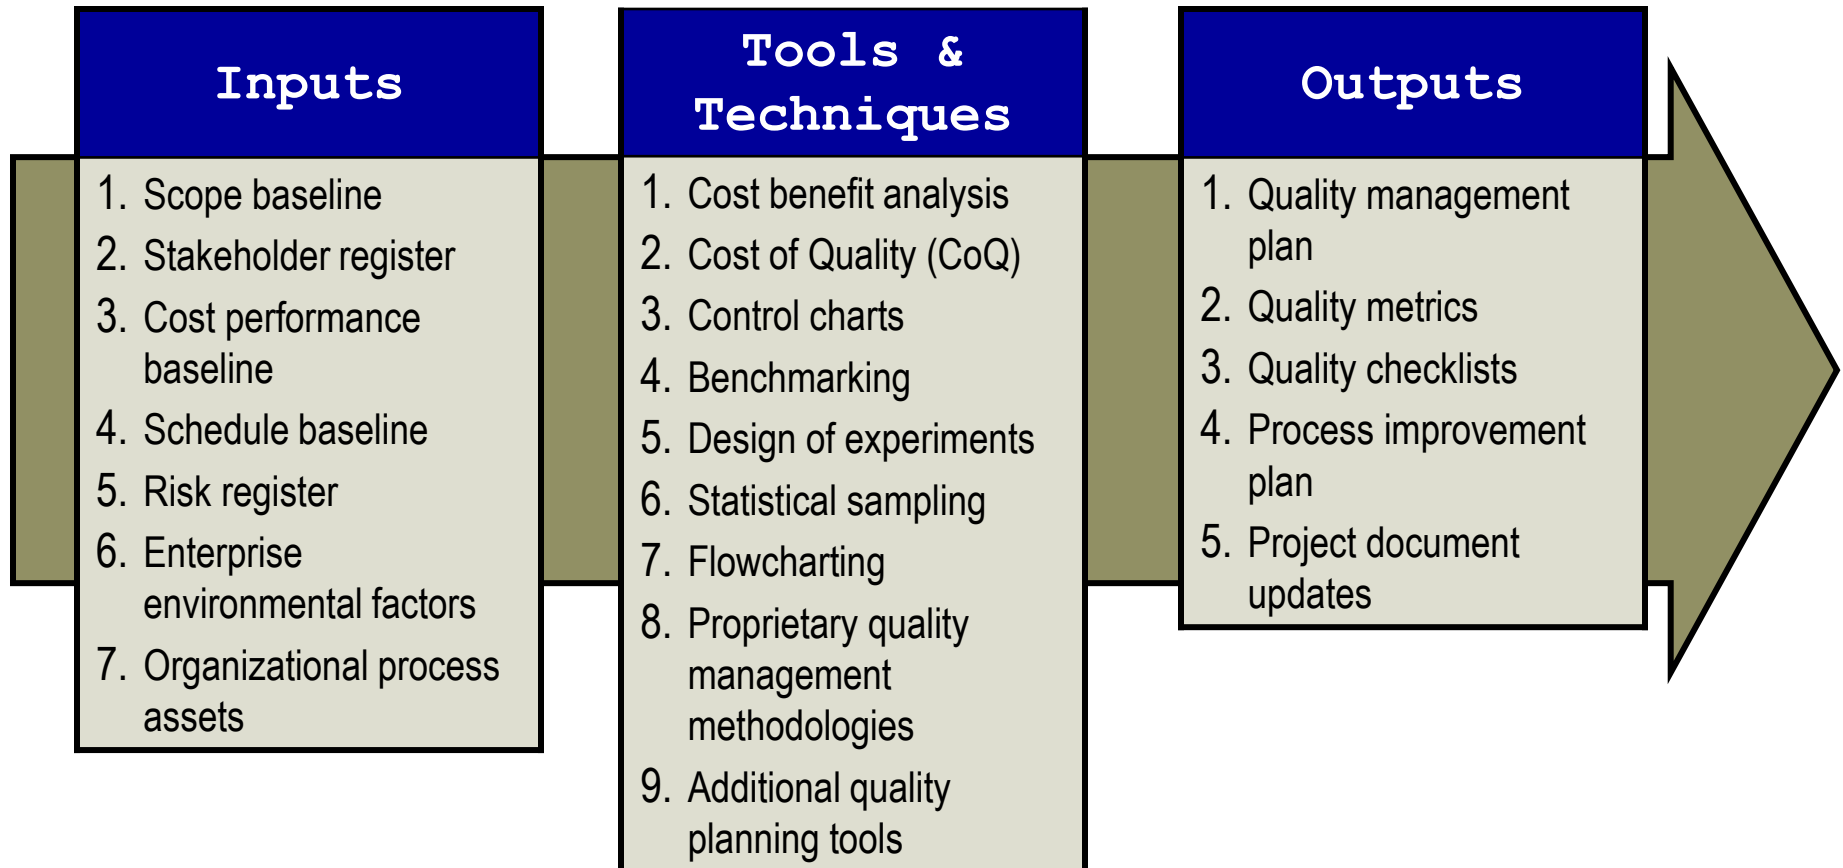 Inputs
1. Scope baseline
2. Stakeholder register
3. Cost performance
baseline
4. Schedule baseline
5. Risk register
6. Enterprise
environmental factors
7. Organizational process
assets
Tools &
Techniques
1. Cost benefit analysis
2. Cost of Quality (CoQ)
3. Control charts
4. Benchmarking
5. Design of experiments
6. Statistical sampling
7. Flowcharting
8. Proprietary quality
management
methodologies
9. Additional quality
planning tools
Outputs
1. Quality management
plan
2. Quality metrics
3. Quality checklists
4. Process improvement
plan
5. Project document
updates